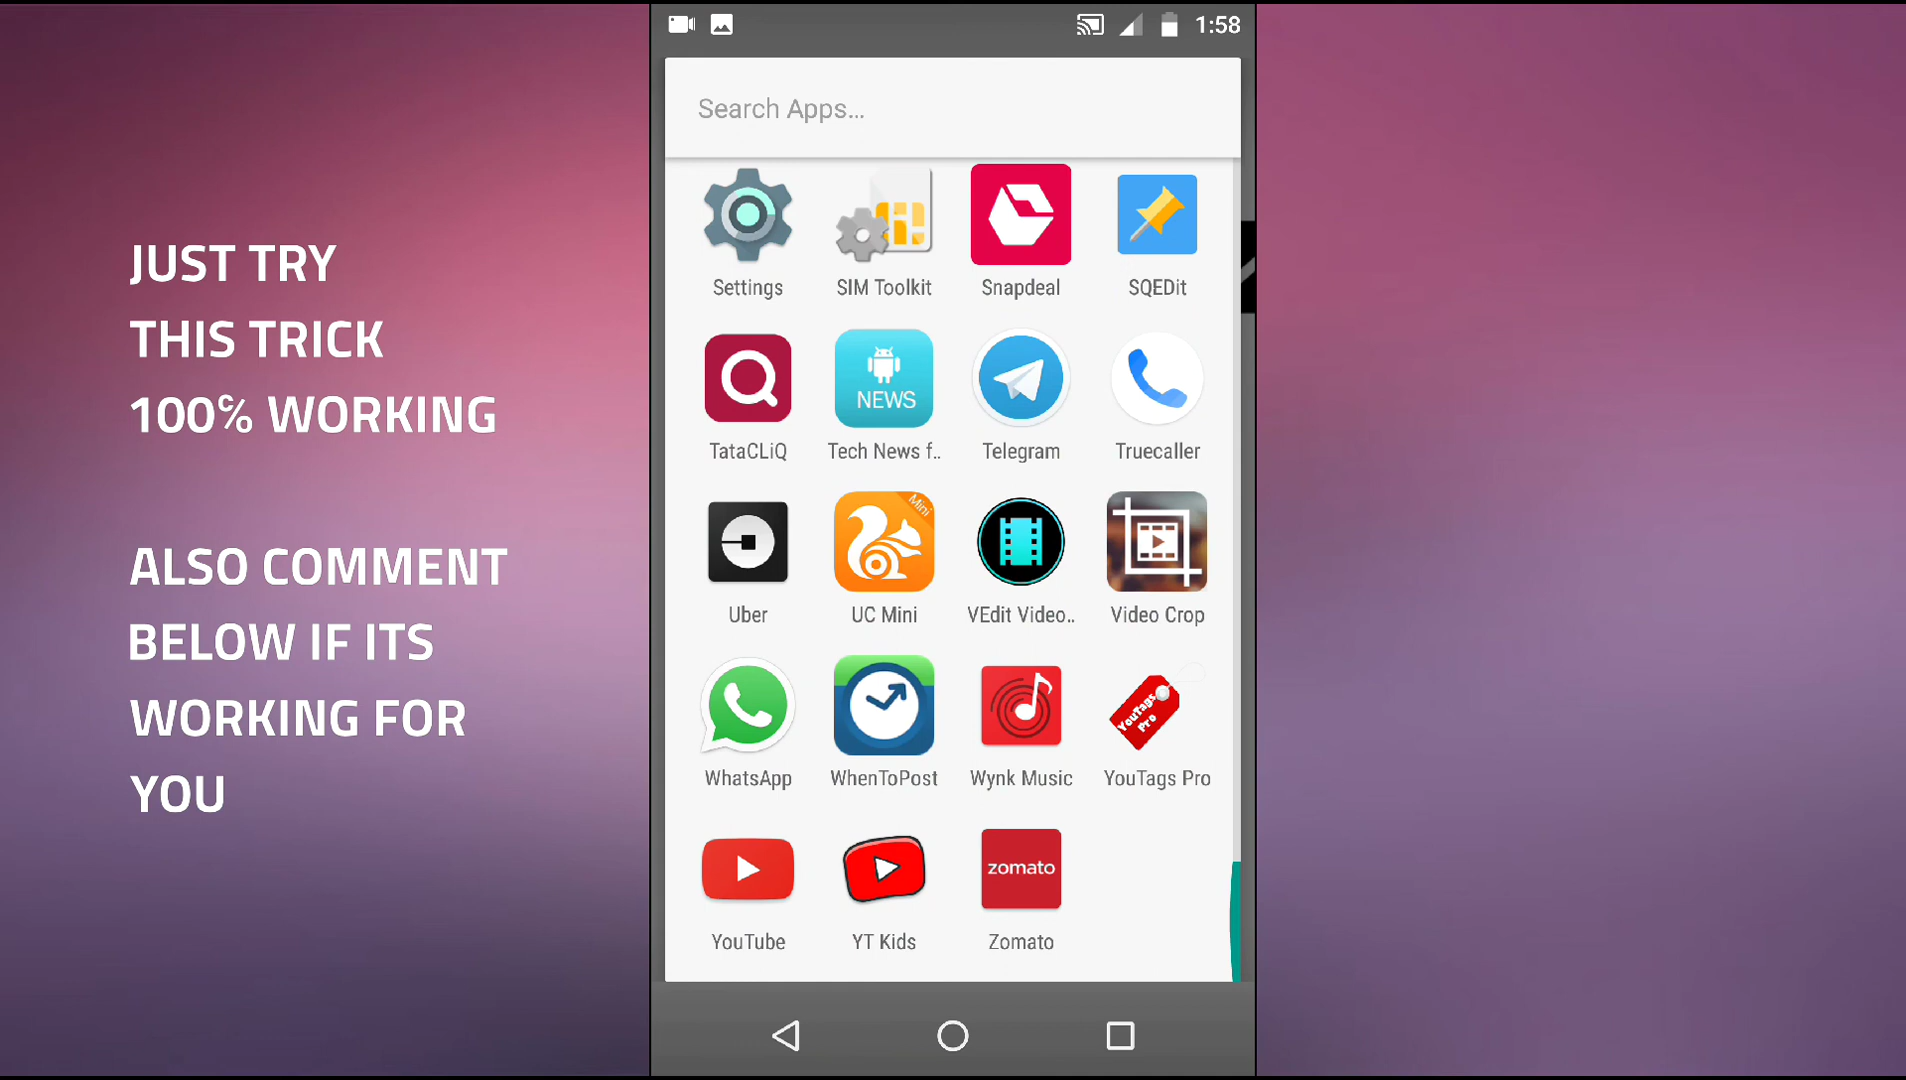 1:58
Search Apps...
JUST TRY
THIS TRICK
100% WORKING
ALSO COMMENT
BELOW IF ITS
WORKING FOR
YOU
Settings
SIM Toolkit
Snapdeal
SQEDit
NEWS
TataCLiQ
Tech News f..
Telegram
Truecaller
Mini
Uber
UC Mini
VEdit Video..
Video Crop
YouTags
Pro
WhatsApp
WhenToPost
Wynk Music
YouTags Pro
zomato
YouTube
YT Kids
Zomato